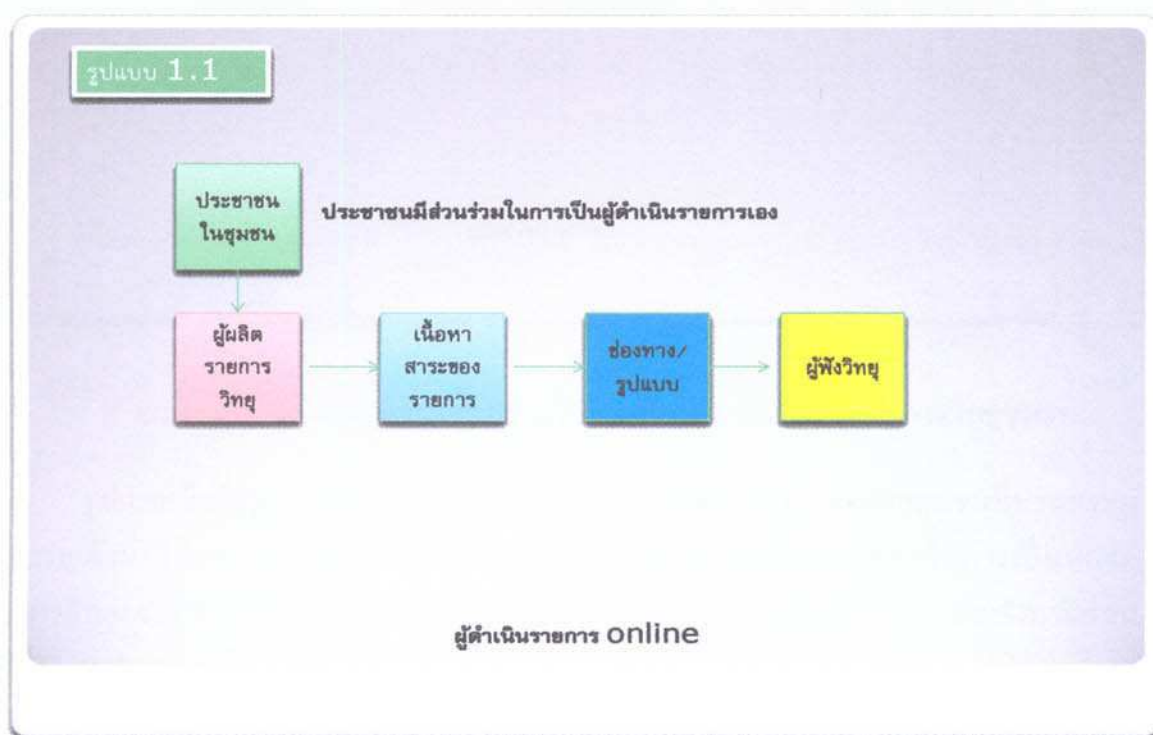 รูปแบบ 1.1
ประชาชน
ในชุมชน
ประชาชนมีส่วนร่วมในการเป็นผู้ดำเนินรายการเอง
ผู้ผลิต
รายการ
วิทยุ
เนื้อหา
สาระของ
รายการ
ช่องทาง/
รูปแบบ
ผู้ฟังวิทยุ
ผู้ดำเนินรายการ online